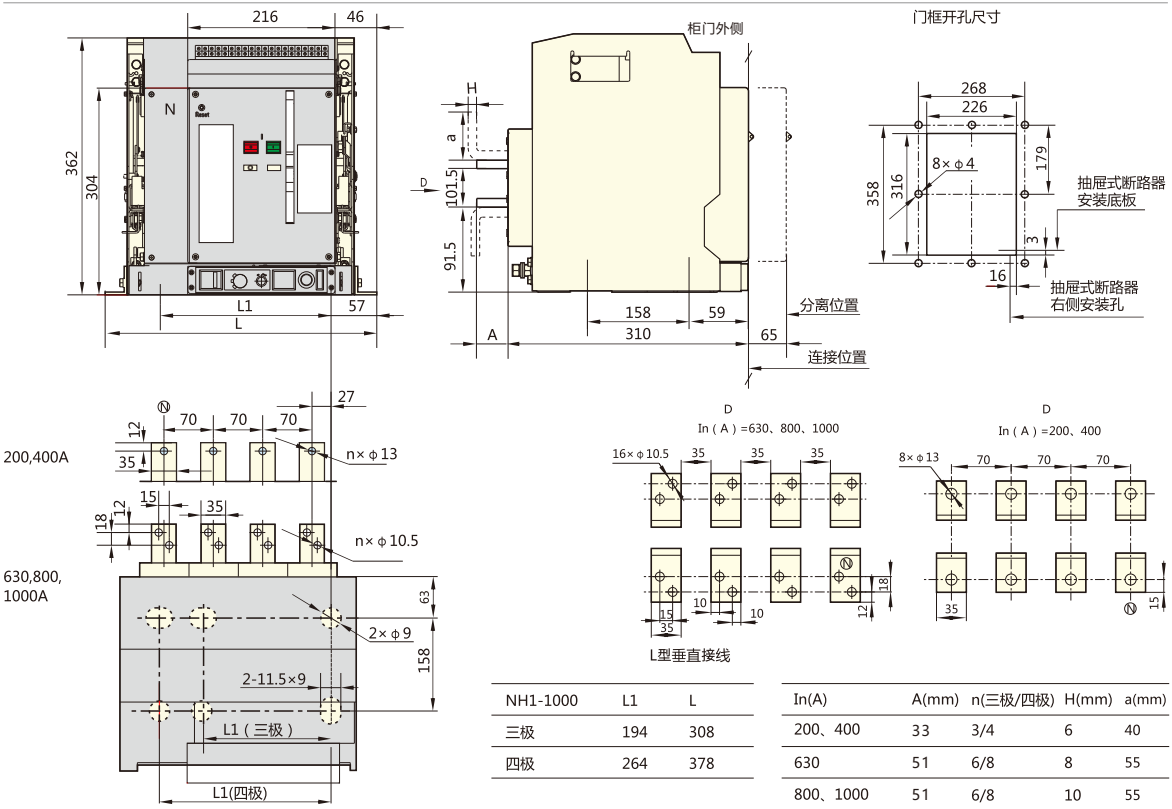 216
46
柜门外侧
门框开孔尺寸
N
Reset
I
362
304
L1
57
L
H
a
D
101.5
91.5
A
158
59
310
65
分离位置
连接位置
268
226
358
316
8×φ4
179
3
16
抽屉式断路器
安装底板
抽屉式断路器
右侧安装孔
27
N
70
70
70
12
35
n×φ13
200,400A
15
35
12
18
n×φ10.5
630,800,
1000A
63
2×φ9
158
2-11.5×9
L1(三极)
L1(四极)
D
In(A)=630、800、1000
16×φ10.5
35
35
35
N
10
15
35
10
18
12
L型垂直接线
D
In(A)=200、400
8×φ13
70
70
70
35
15
N
NH1-1000 L1 L
三极 194 308
四极 264 378
In(A) A(mm) n(三极/四极) H(mm) a(mm)
200、400 33 3/4 6 40
630 51 6/8 8 55
800、1000 51 6/8 10 55